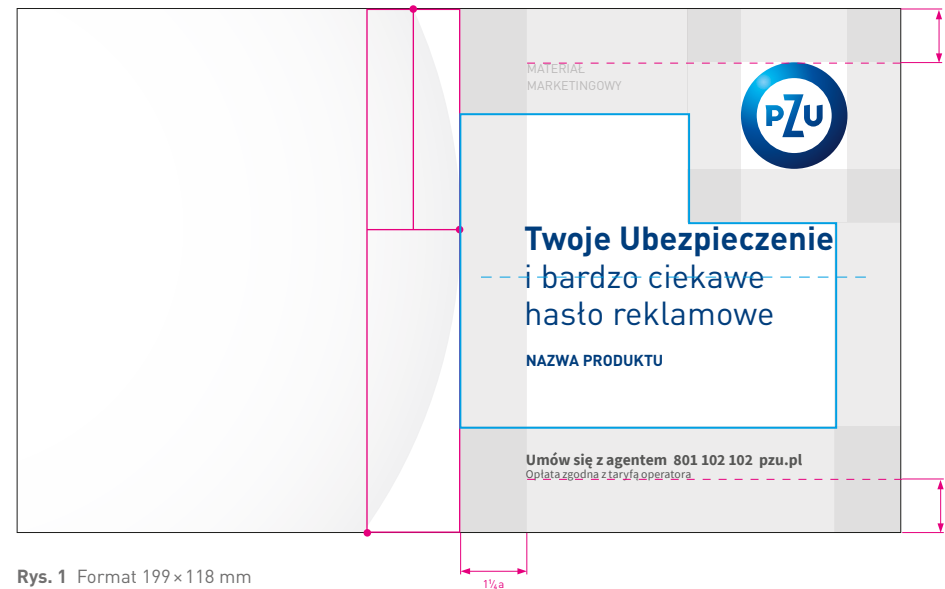 MATERIAŁ
MARKETINGOWY
PZU
Twoje Ubezpieczenie
i bardzo ciekawe
hasło reklamowe
NAZWA PRODUKTU
Umów się z agentem 801 102 102 pzu.pl
Opłata zgodna z taryfą operatora
1¼a
Rys. 1 Format 199×118 mm